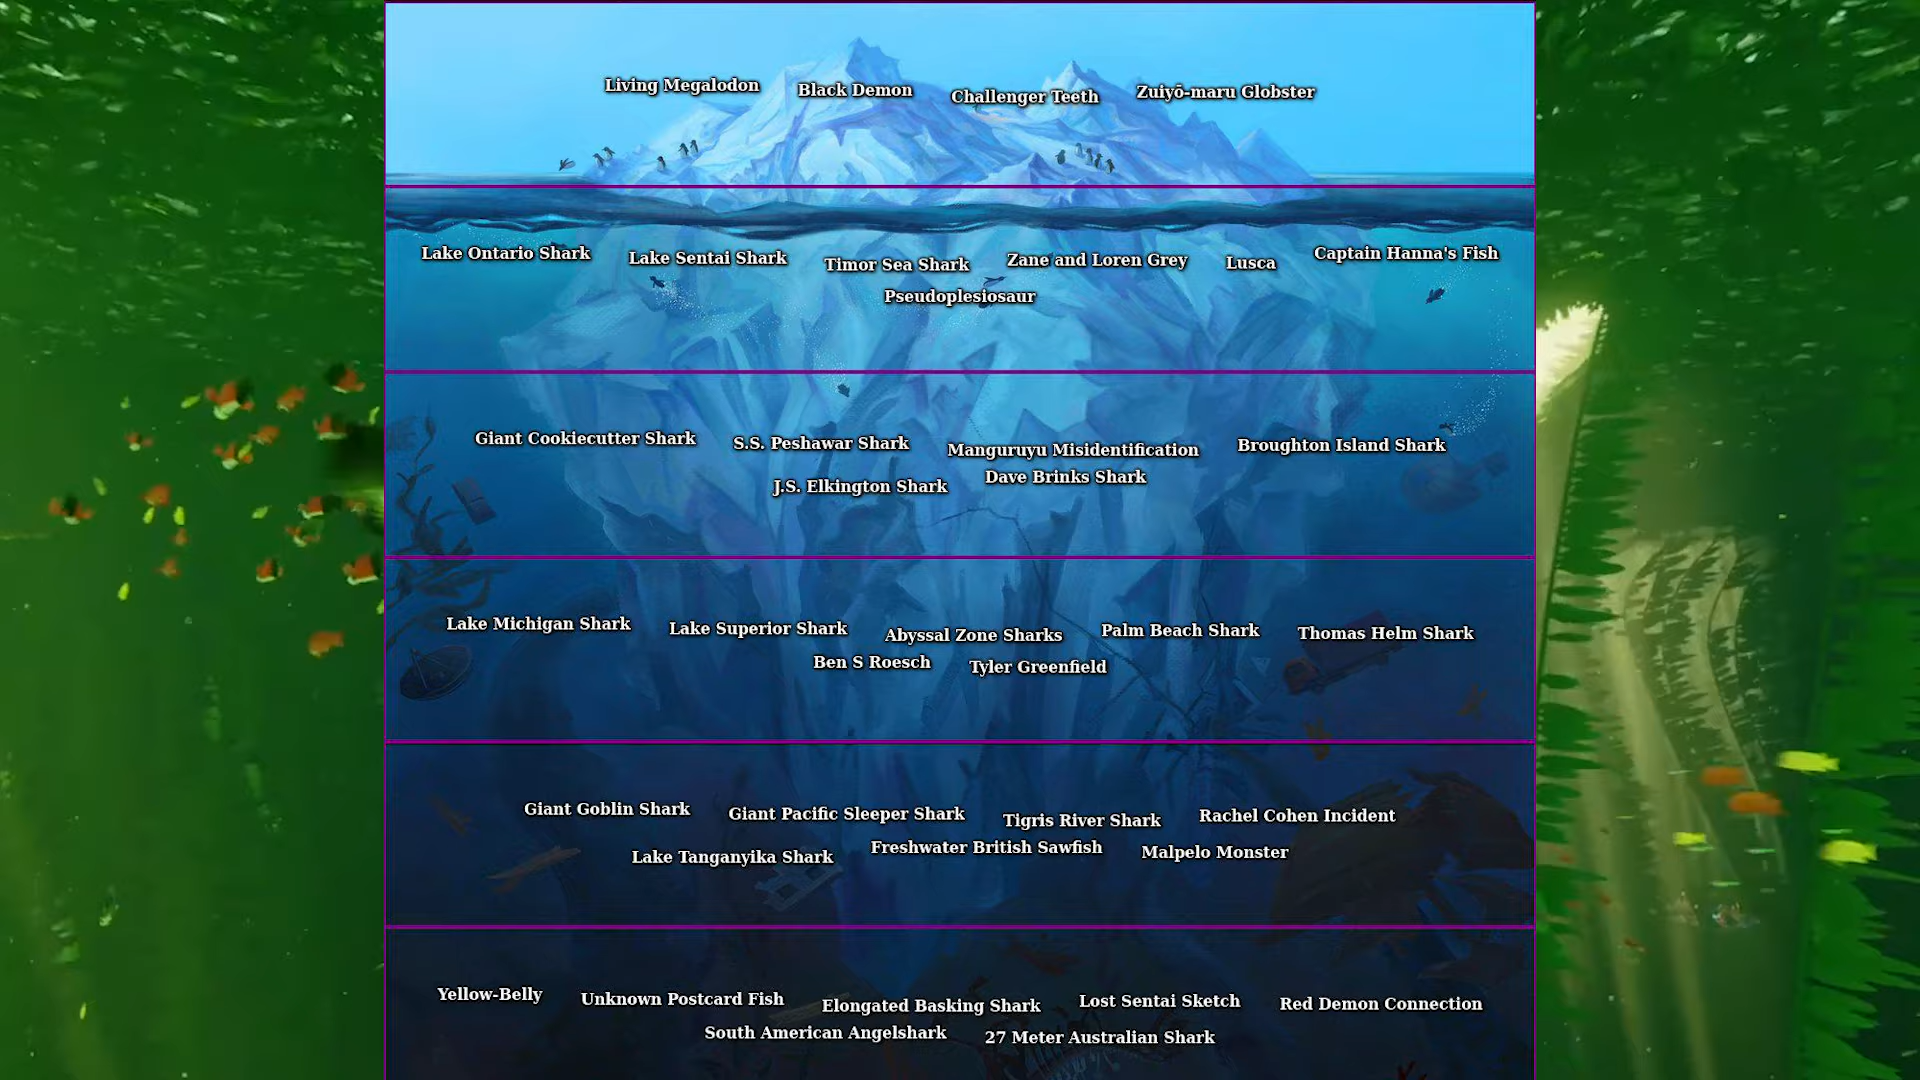 Living Megalodon
Black Demon
Challenger Teeth
Zuiyō-maru Globster
Lake Ontario Shark
Lake Sentai Shark
Timor Sea Shark
Zane and Loren Grey
Lusca
Captain Hanna's Fish
Pseudoplesiosaur
Giant Cookiecutter Shark
S.S. Peshawar Shark
Manguruyu Misidentification
Broughton Island Shark
J.S. Elkington Shark
Dave Brinks Shark
Lake Michigan Shark
Lake Superior Shark
Abyssal Zone Sharks
Palm Beach Shark
Thomas Helm Shark
Ben S Roesch
Tyler Greenfield
Giant Goblin Shark
Giant Pacific Sleeper Shark
Tigris River Shark
Rachel Cohen Incident
Lake Tanganyika Shark
Freshwater British Sawfish
Malpelo Monster
Yellow-Belly
Unknown Postcard Fish
Elongated Basking Shark
Lost Sentai Sketch
Red Demon Connection
South American Angelshark
27 Meter Australian Shark